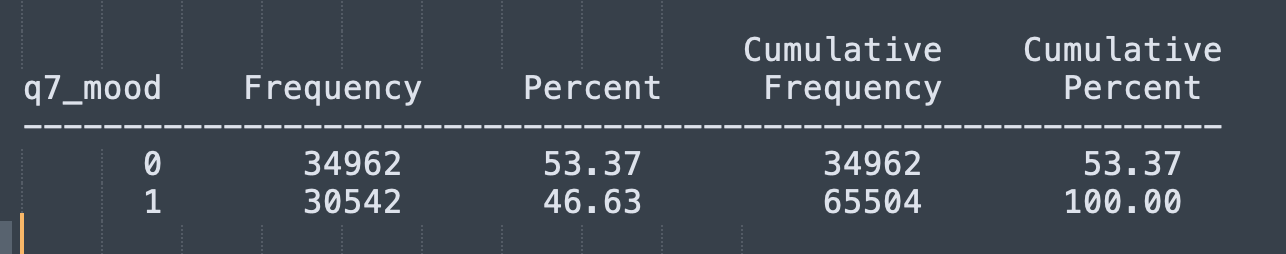 Cumulative Cumulative
q7_mood Frequency Percent Frequency Percent
--------------------------------------------------------------
0 34962 53.37 34962 53.37
1 30542 46.63 65504 100.00